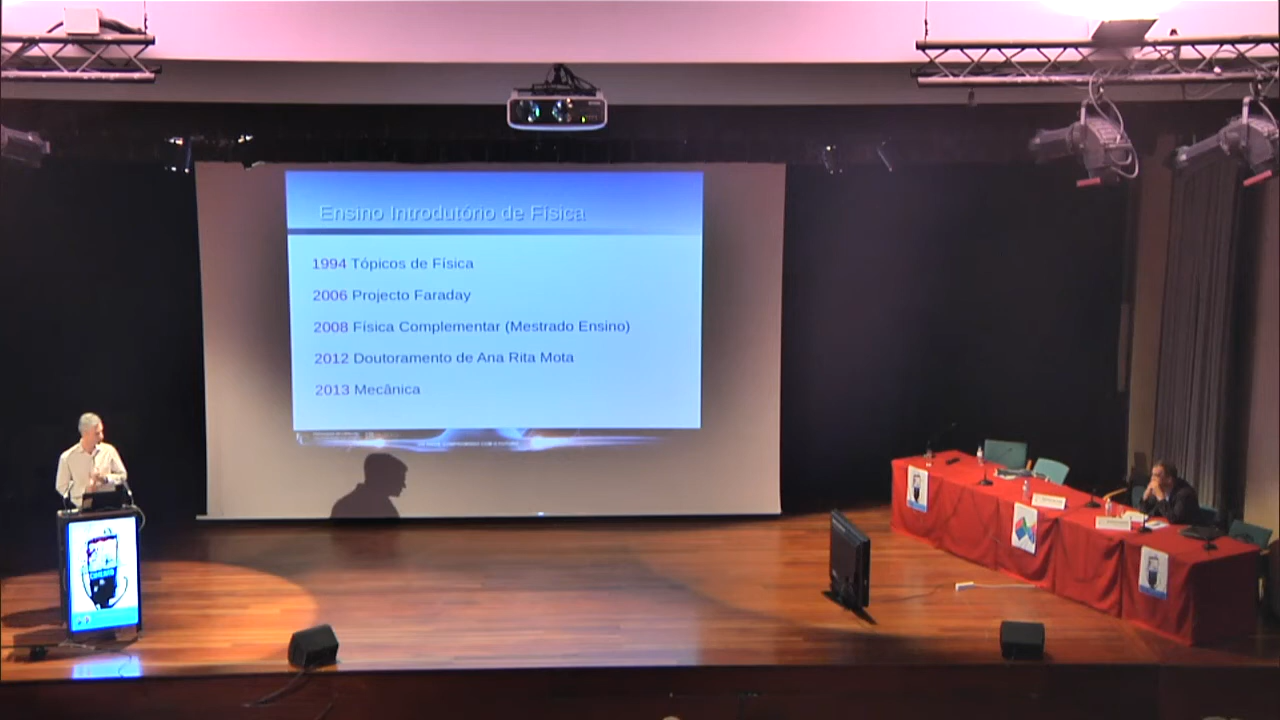 Ensino Introdutório de Física
1994 Tópicos de Física
2006 Projecto Faraday
2008 Física Complementar (Mestrado Ensino)
2012 Doutoramento de Ana Rita Mota
2013 Mecânica